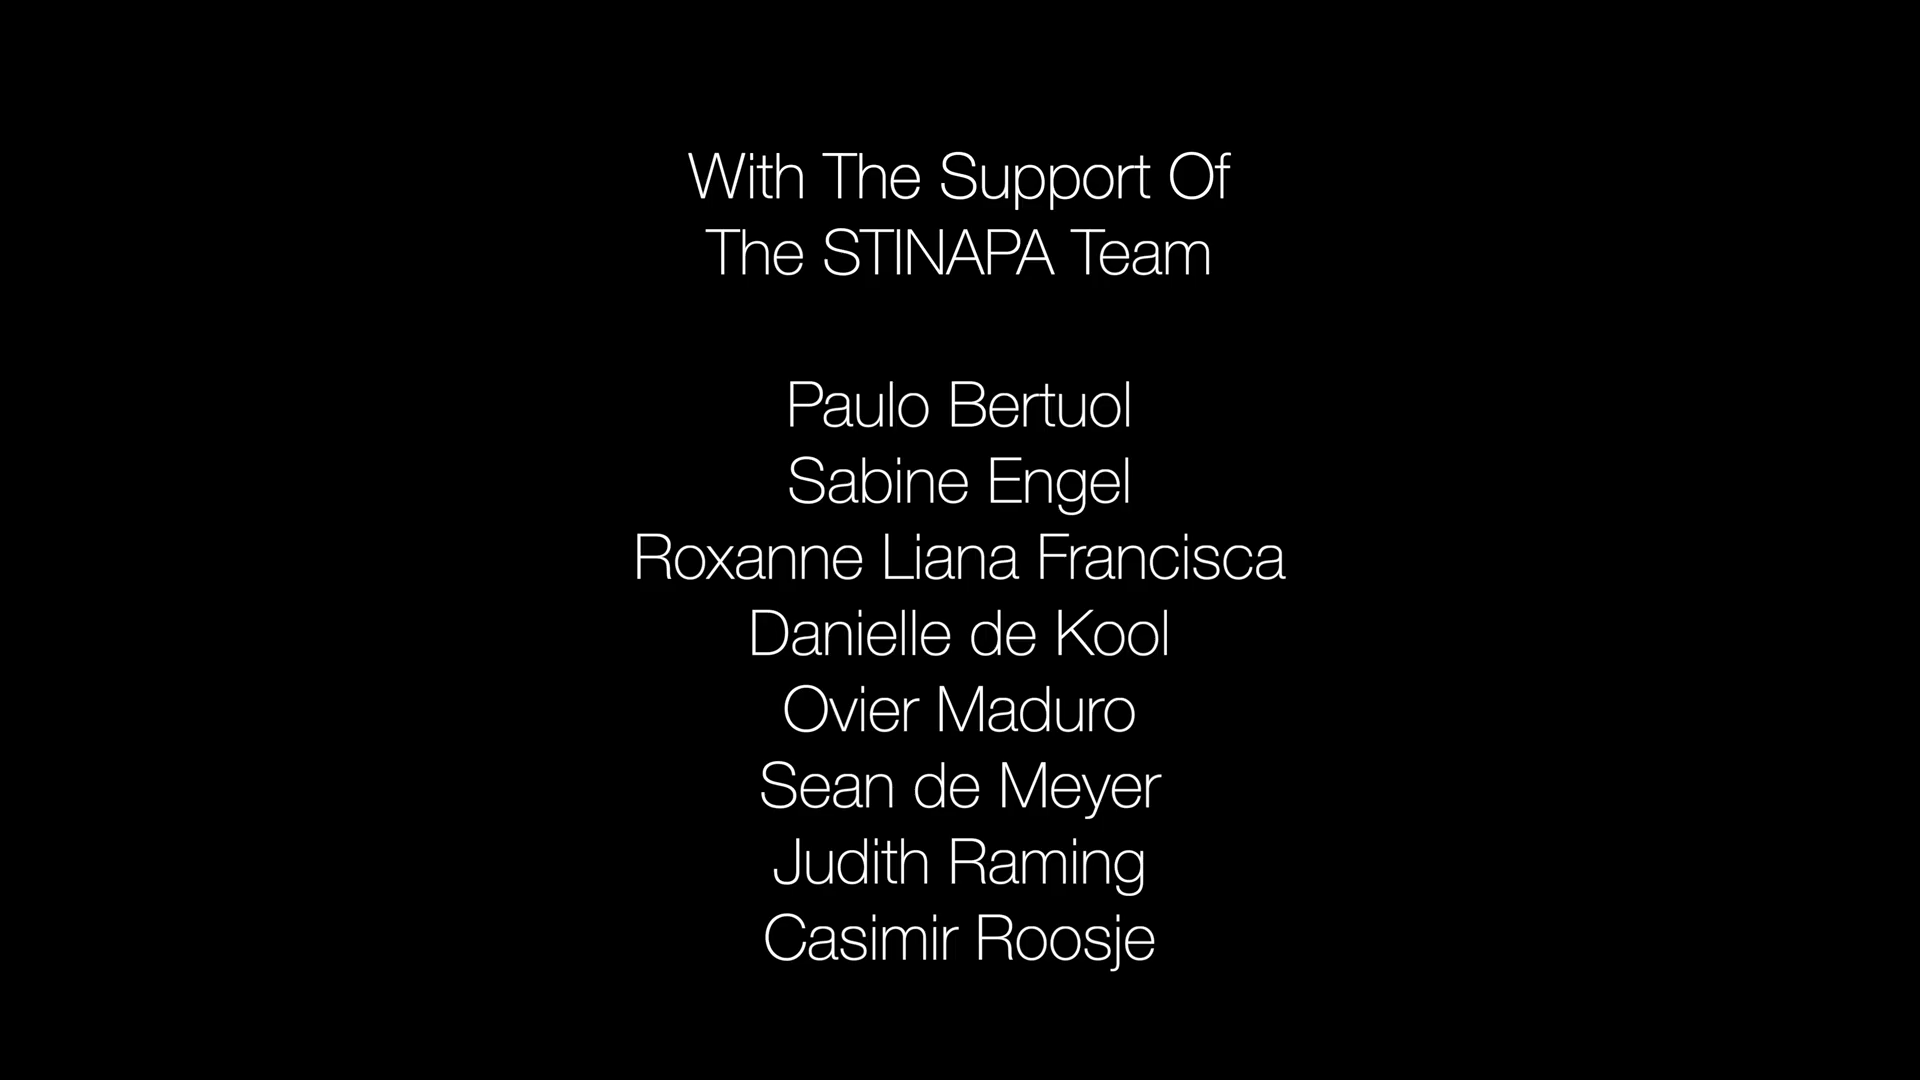 With The Support Of
The STINAPA Team
Paulo Bertuol
Sabine Engel
Roxanne Liana Francisca
Danielle de Kool
Ovier Maduro
Sean de Meyer
Judith Raming
Casimir Roosje